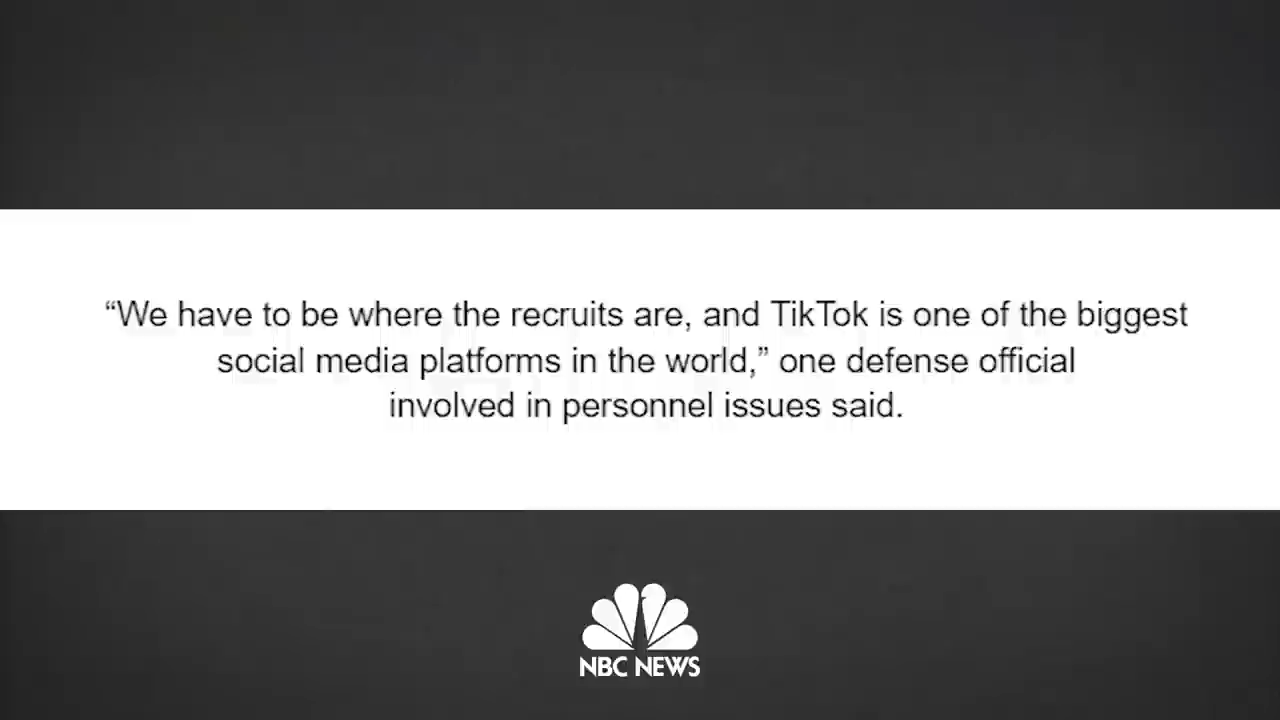 “We have to be where the recruits are, and TikTok is one of the biggest
social media platforms in the world,” one defense official
involved in personnel issues said.
NBC NEWS